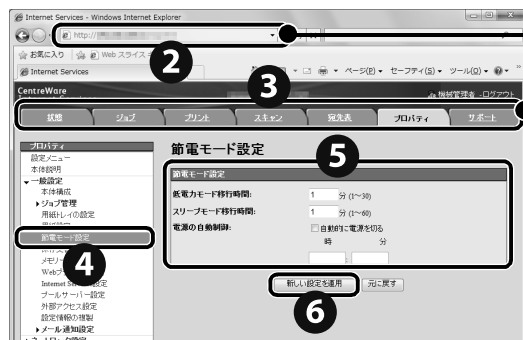 Internet Services - Windows Internet Explorer
http://
2
お気に入り
Web スライス
Internet Services
ページ(P)
セーフティ(S)
ツール(O)
CentreWare
3
機械管理者 -ログアウト
状態
ジョブ
プリント
スキャン
宛先表
プロパティ
サポート
プロパティ
設定メニュー
本体説明
一般設定
本体構成
ジョブ管理
用紙トレイの設定
節電モード設定
4
メモリー
Web
Internet Se 設定
プールサーバー設定
外部アクセス設定
設定情報の複製
メール通知設定
節電モード設定
5
節電モード設定
低電力モード移行時間: 1 分 (1~30)
スリープモード移行時間: 1 分 (1~60)
電源の自動制御: 自動的に電源を切る
時 分
:
新しい設定を適用
元に戻す
6